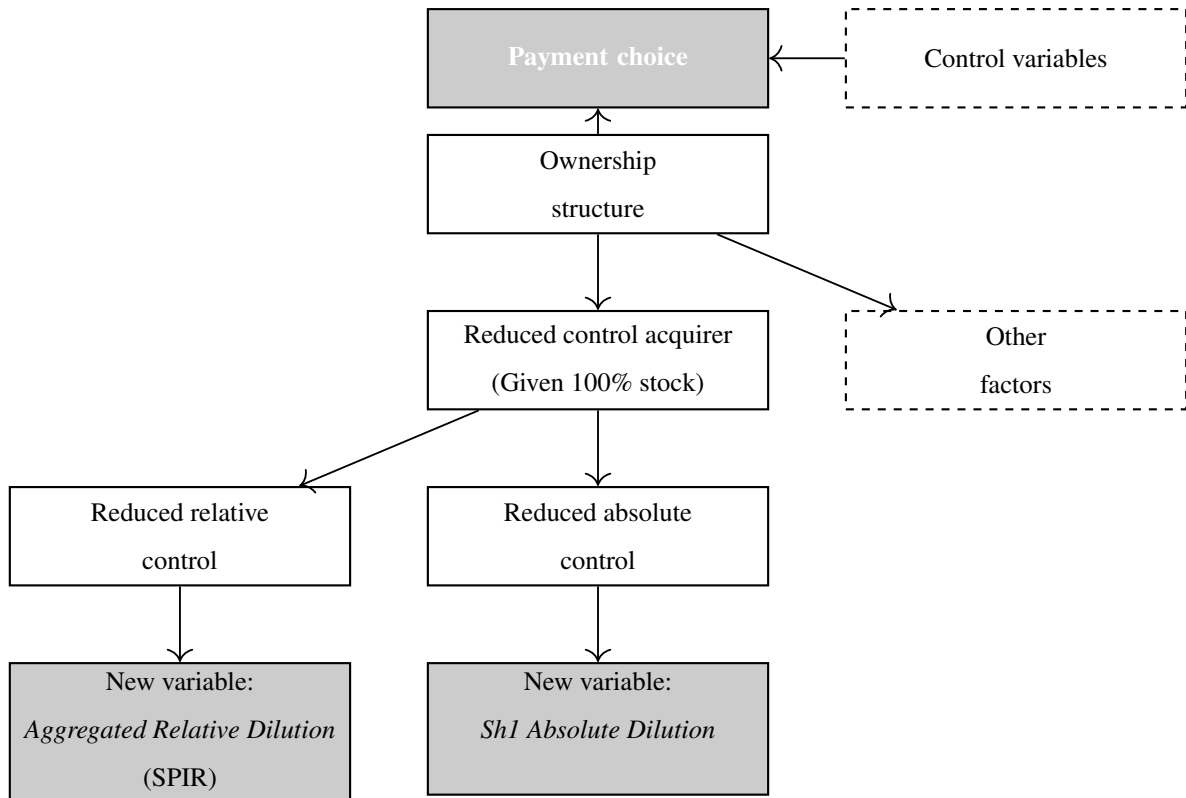 Payment choice
Control variables
Ownership
structure
Reduced control acquirer
(Given 100% stock)
Other
factors
Reduced relative
control
Reduced absolute
control
New variable:
Aggregated Relative Dilution
(SPIR)
New variable:
Sh1 Absolute Dilution